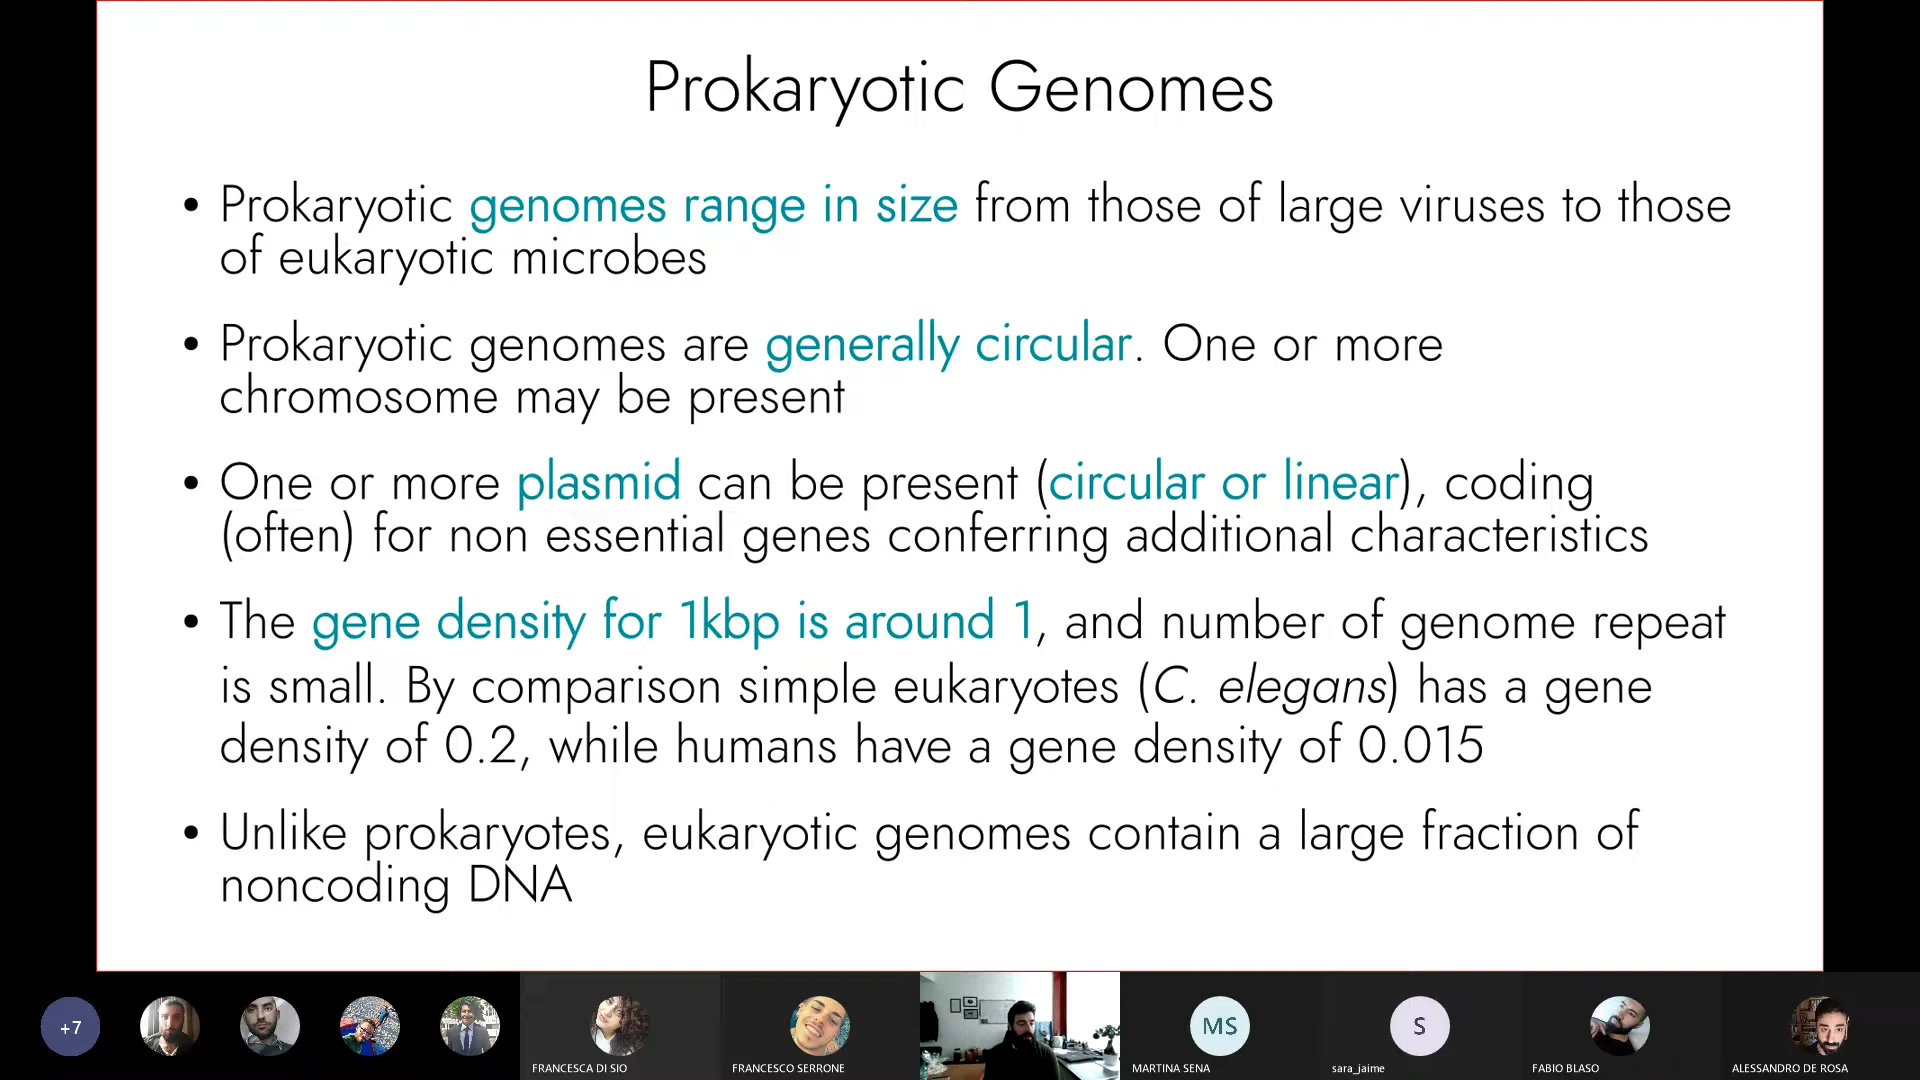 Prokaryotic Genomes
• Prokaryotic genomes range in size from those of large viruses to those
of eukaryotic microbes
• Prokaryotic genomes are generally circular. One or more
chromosome may be present
• One or more plasmid can be present (circular or linear), coding
(often) for non essential genes conferring additional characteristics
• The gene density for 1kbp is around 1, and number of genome repeat
is small. By comparison simple eukaryotes (C. elegans) has a gene
density of 0.2, while humans have a gene density of 0.015
• Unlike prokaryotes, eukaryotic genomes contain a large fraction of
noncoding DNA
+7
MS
S
FRANCESCA DI SIO
FRANCESCO SERRONE
MARTINA SENA
sara_jaime
FABIO BLASO
ALESSANDRO DE ROSA